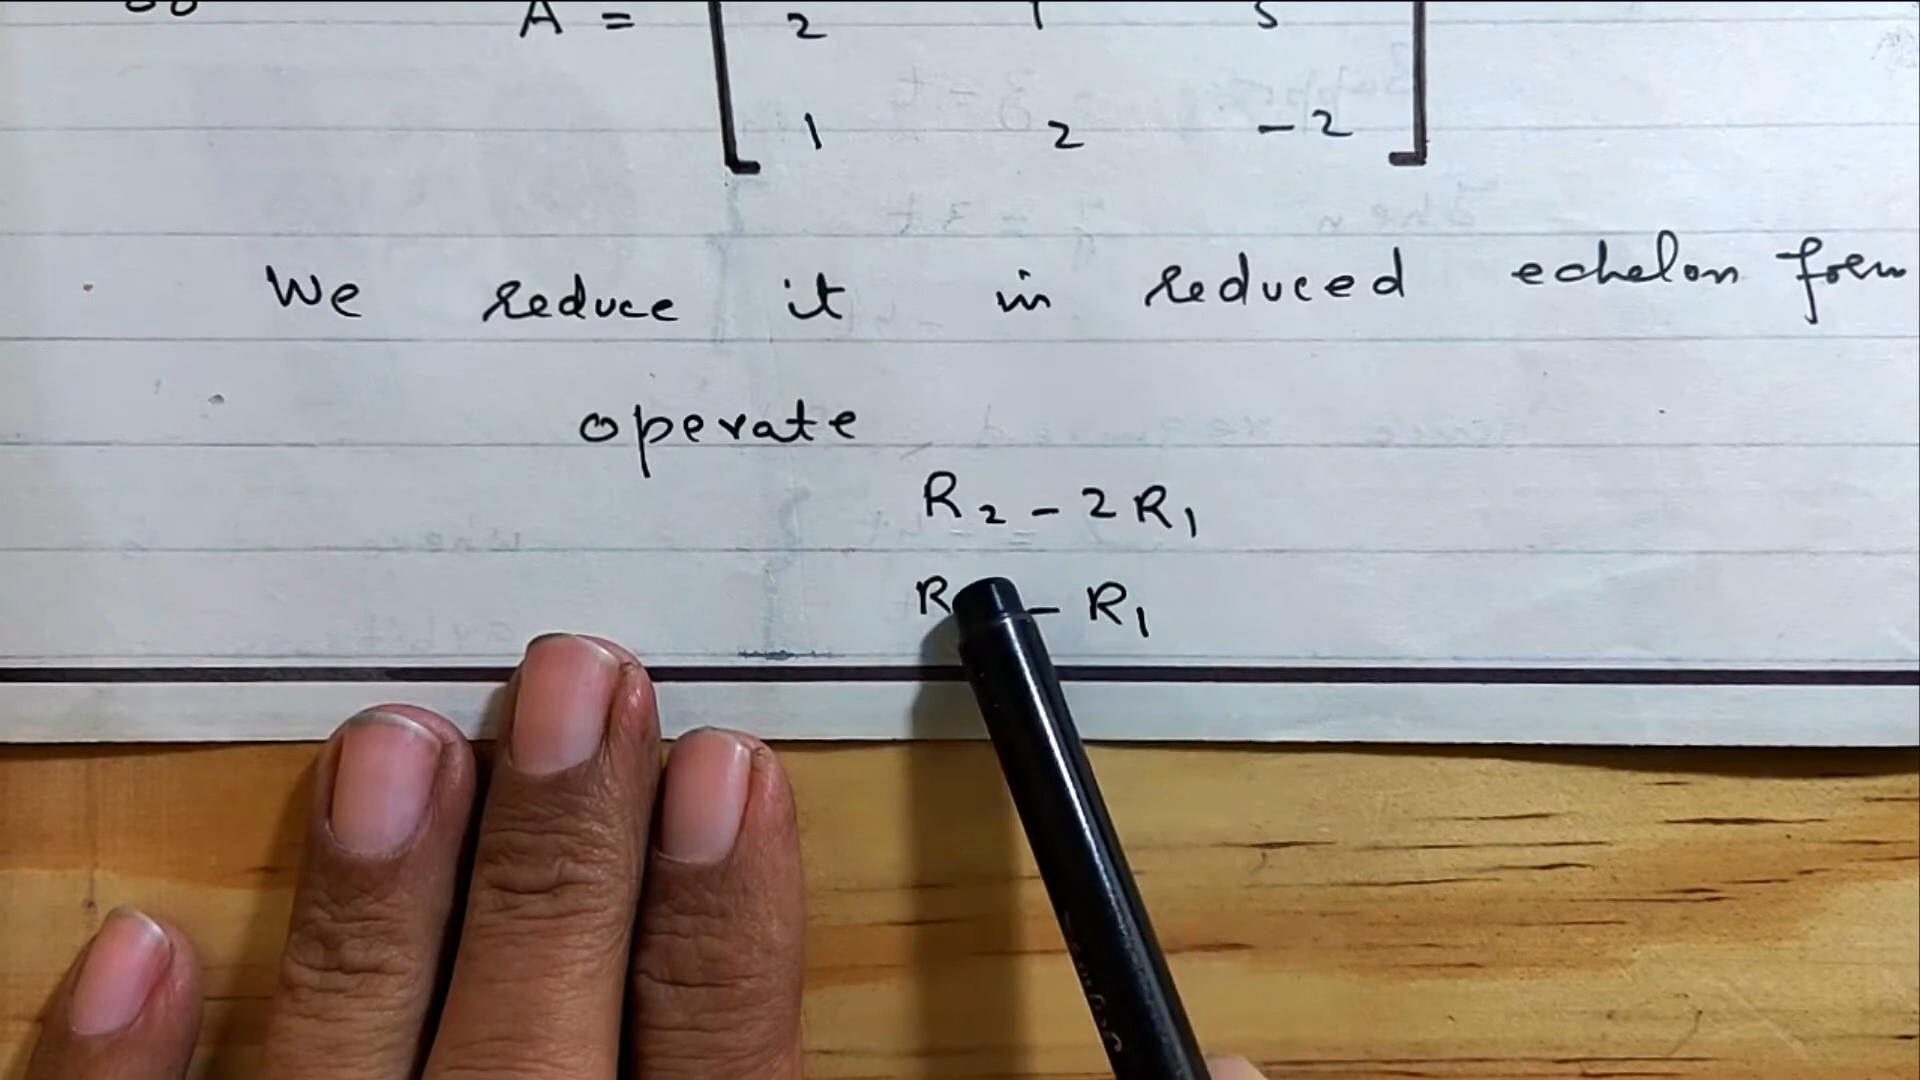 A = 2 1 5
1 2 -2
We reduce it in reduced echelon form
operate
R2 - 2R1
R - R1